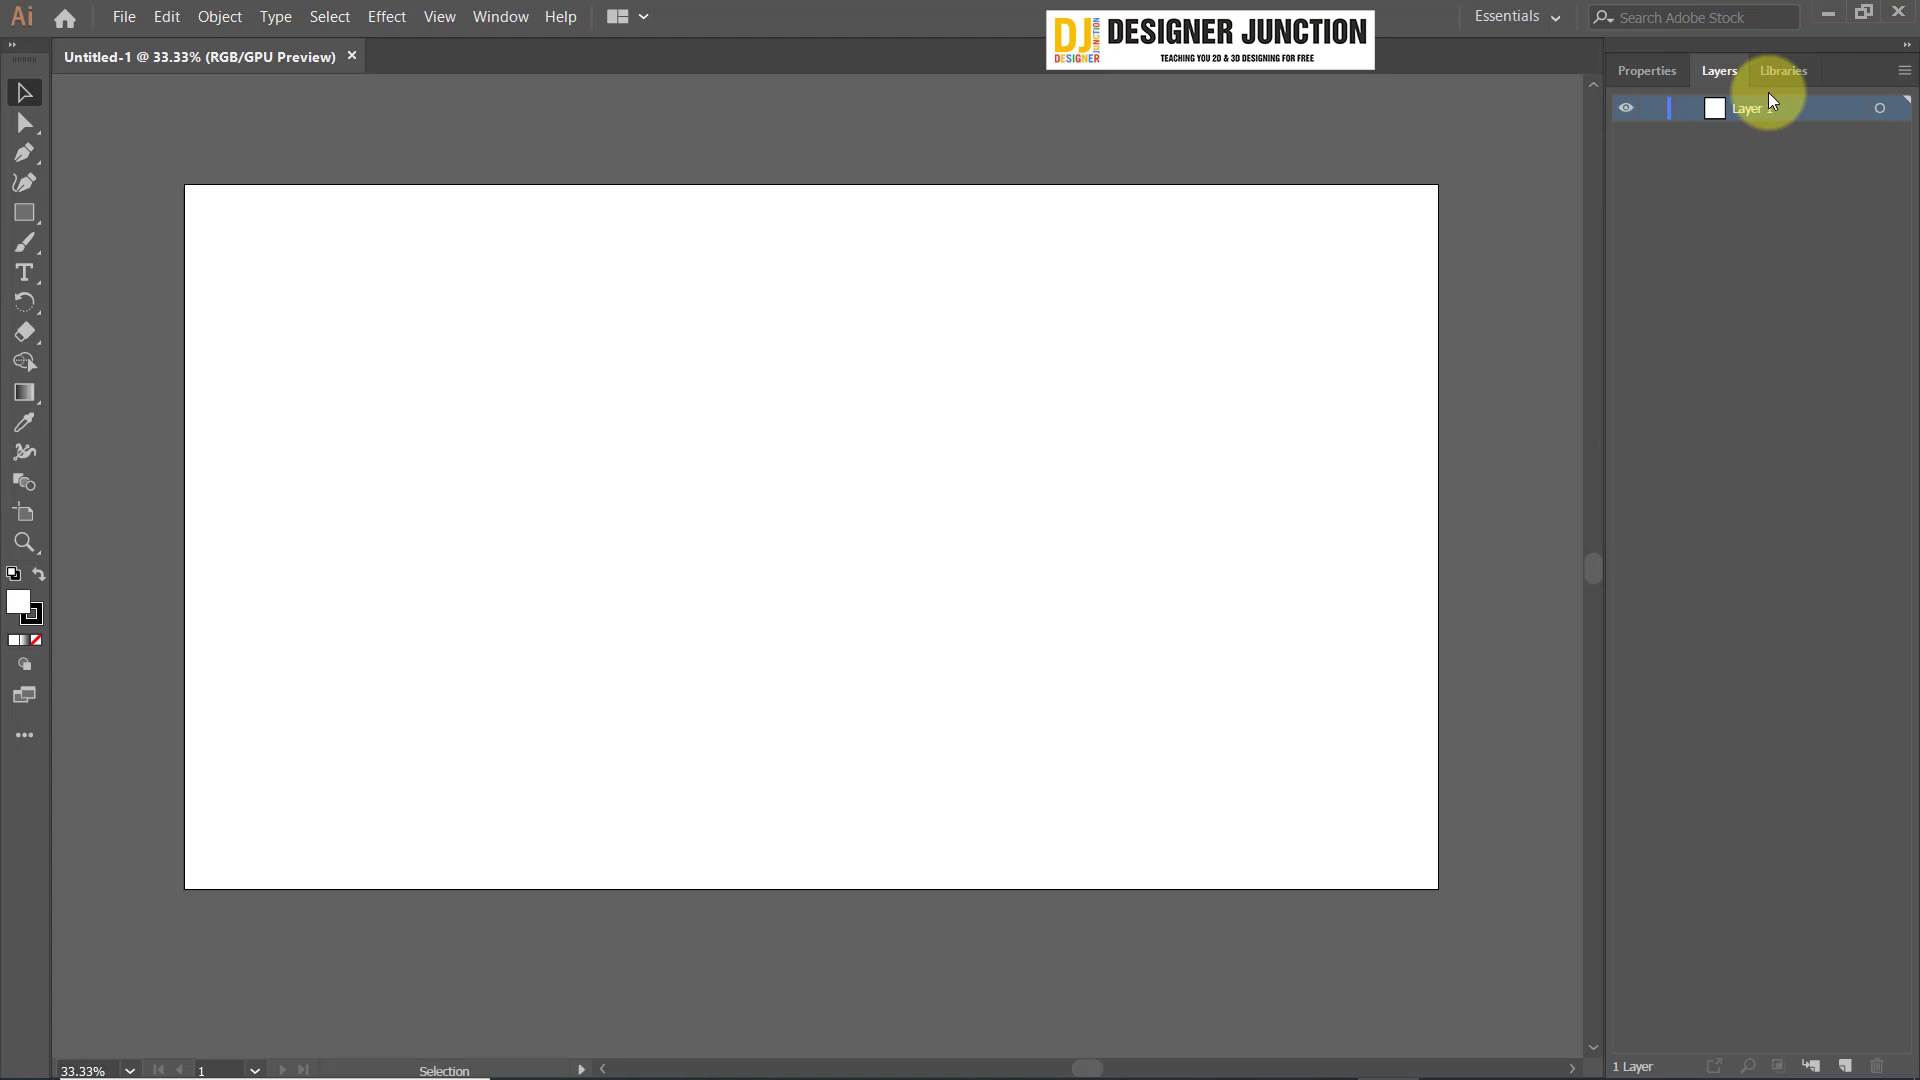 Ai File Edit Object Type Select Effect View Window Help
DJ DESIGNER JUNCTION
DESIGNER JUNCTION
TEACHING YOU 2D & 3D DESIGNING FOR FREE
Essentials
Search Adobe Stock
Untitled-1 @ 33.33% (RGB/GPU Preview)
Properties Layers Libraries
Layer 1
33.33% 1 Selection
1 Layer